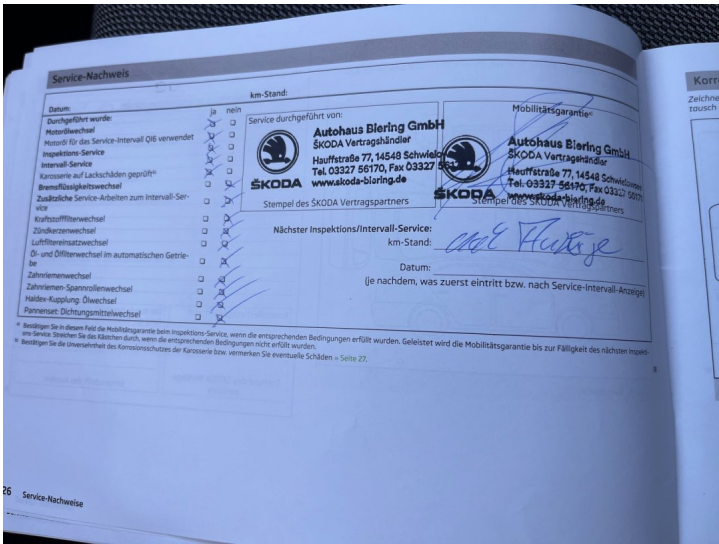 Service-Nachweis
Korr
Zeichne
tausch
Datum:
km-Stand:
ja nein
Durchgeführt wurde:
Motorölwechsel
Motoröl für das Service-Intervall QI6 verwendet
Inspektions-Service
Intervall-Service
Karosserie auf Lackschäden geprüft
Bremsflüssigkeitswechsel
Zusätzliche Service-Arbeiten zum Intervall-Ser-
vice
Kraftstofffilterwechsel
Zündkerzenwechsel
Luftfiltereinsatzwechsel
Öl- und Ölfilterwechsel im automatischen Getrie-
be
Zahnriemenwechsel
Zahnriemen-Spannrollenwechsel
Haldex-Kupplung: Ölwechsel
Pannenset: Dichtungsmittelwechsel
Service durchgeführt von:
Autohaus Biering GmbH
ŠKODA Vertragshändler
Hauffstraße 77, 14548 Schwielo
Tel. 03327 56170, Fax 03327 561
www.skoda-biering.de
ŠKODA
Stempel des ŠKODA Vertragspartners
Mobilitätsgarantie
Autohaus Biering GmbH
ŠKODA Vertragshändler
Hauffstraße 77, 14548 Schwielowsee
Tel. 03327 56170, Fax 03327 56171
www.skoda-biering.de
ŠKODA
Stempel des ŠKODA Vertragspartners
Nächster Inspektions/Intervall-Service:
km-Stand: Anzeige
Datum:
(je nachdem, was zuerst eintritt bzw. nach Service-Intervall-Anzeige)
Bestätigen Sie in diesem Feld die Mobilitätsgarantie beim Inspektions-Service, wenn die entsprechenden Bedingungen erfüllt wurden. Geleistet wird die Mobilitätsgarantie bis zur Fälligkeit des nächsten Inspekti-
ons-Service. Streichen Sie das Kästchen durch, wenn die entsprechenden Bedingungen nicht erfüllt wurden.
Bestätigen Sie die Unversehrtheit des Korrosionsschutzes der Karosserie bzw. vermerken Sie eventuelle Schäden » Seite 27.
26 Service-Nachweise